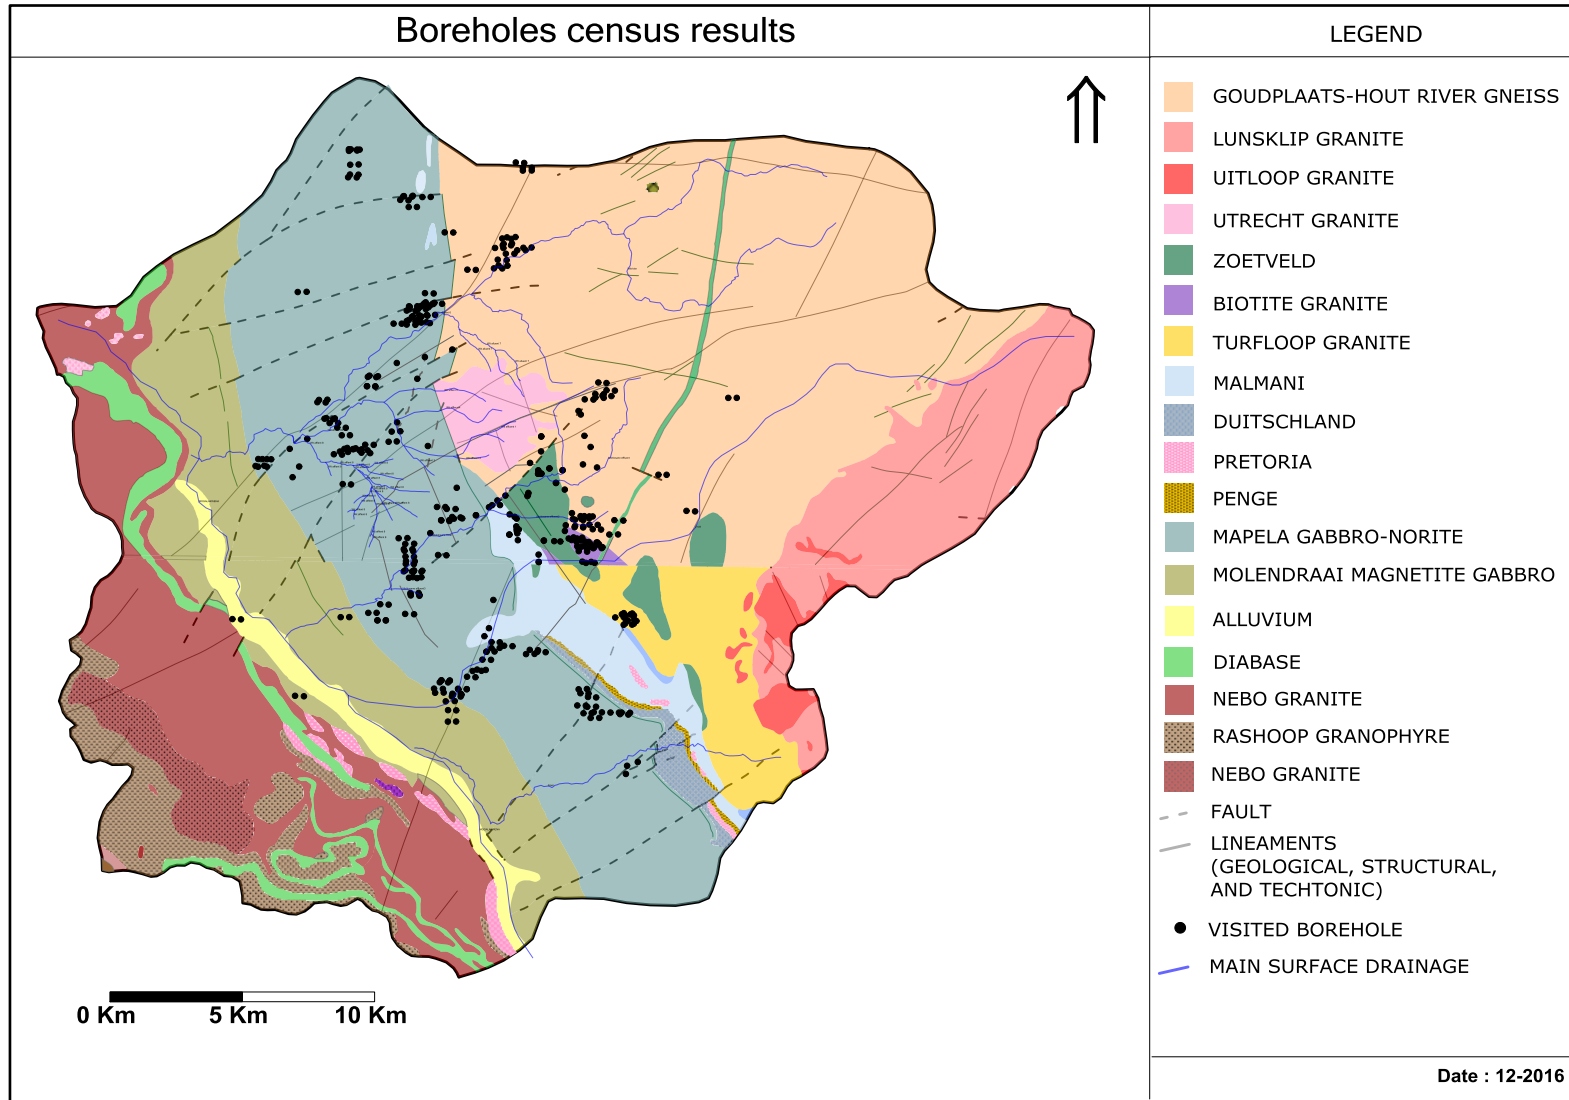 Boreholes census results
LEGEND
GOUDPLAATS-HOUT RIVER GNEISS
LUNSKLIP GRANITE
UITLOOP GRANITE
UTRECHT GRANITE
ZOETVELD
BIOTITE GRANITE
TURFLOOP GRANITE
MALMANI
DUITSCHLAND
PRETORIA
PENGE
MAPELA GABBRO-NORITE
MOLENDRAAI MAGNETITE GABBRO
ALLUVIUM
DIABASE
NEBO GRANITE
RASHOOP GRANOPHYRE
NEBO GRANITE
FAULT
LINEAMENTS
(GEOLOGICAL, STRUCTURAL,
AND TECHTONIC)
VISITED BOREHOLE
MAIN SURFACE DRAINAGE
0 Km 5 Km 10 Km
Date : 12-2016